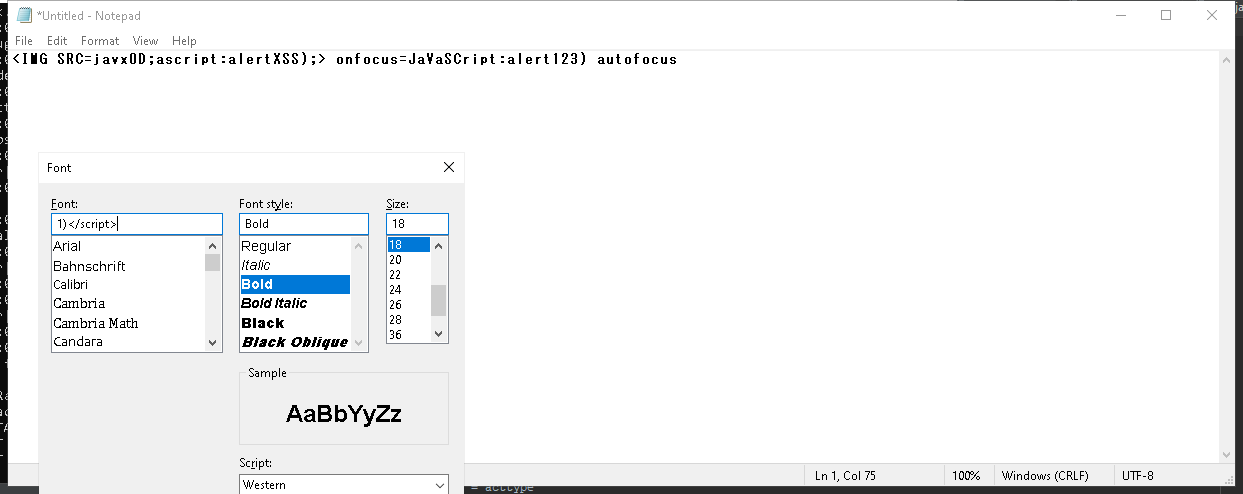 *Untitled - Notepad
File Edit Format View Help
<IMG SRC=javxOD;ascript:alertXSS);> onfocus=JaVaSCript:alert123) autofocus
Font
Font: Font style: Size:
1)</script> Bold 18
Arial Regular 18
Bahnschrift Italic 20
Calibri Bold 22
Cambria Bold Italic 24
Cambria Math Black 26
Candara Black Oblique 28
36
Sample
AaBbYyZz
Script:
Western
Ln 1, Col 75 100% Windows (CRLF) UTF-8
= acctype